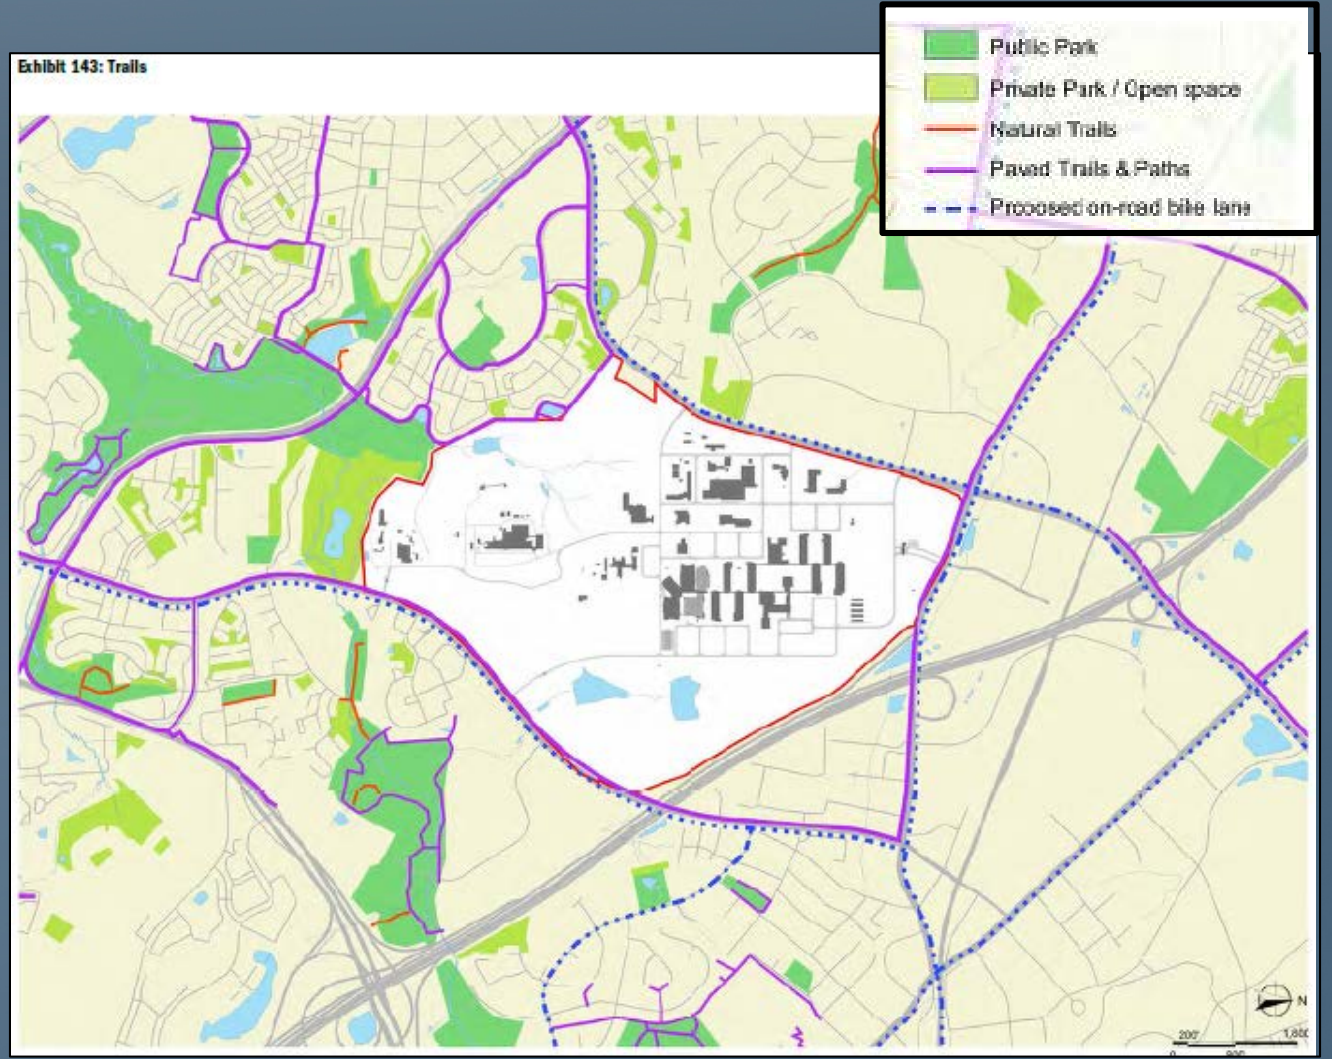 Exhibit 143: Trails
Public Park
Private Park / Open space
Natural Trails
Paved Trails & Paths
Proposed on-road bike lane
N
200'
0